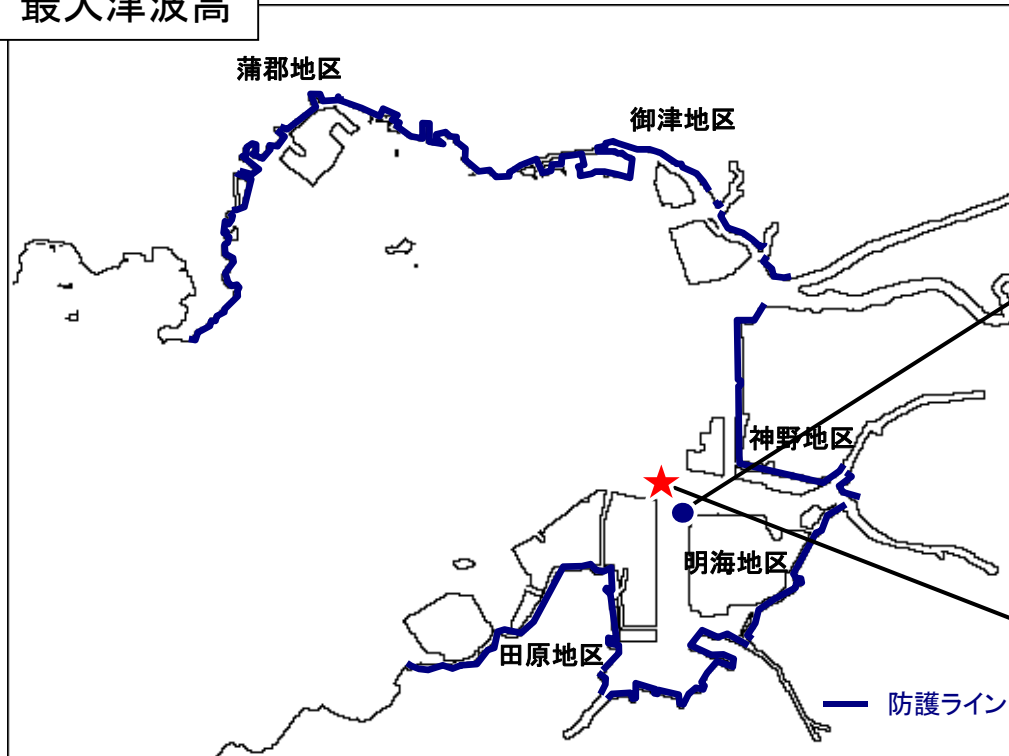 最大津波高
蒲郡地区
御津地区
神野地区
明海地区
田原地区
防護ライン